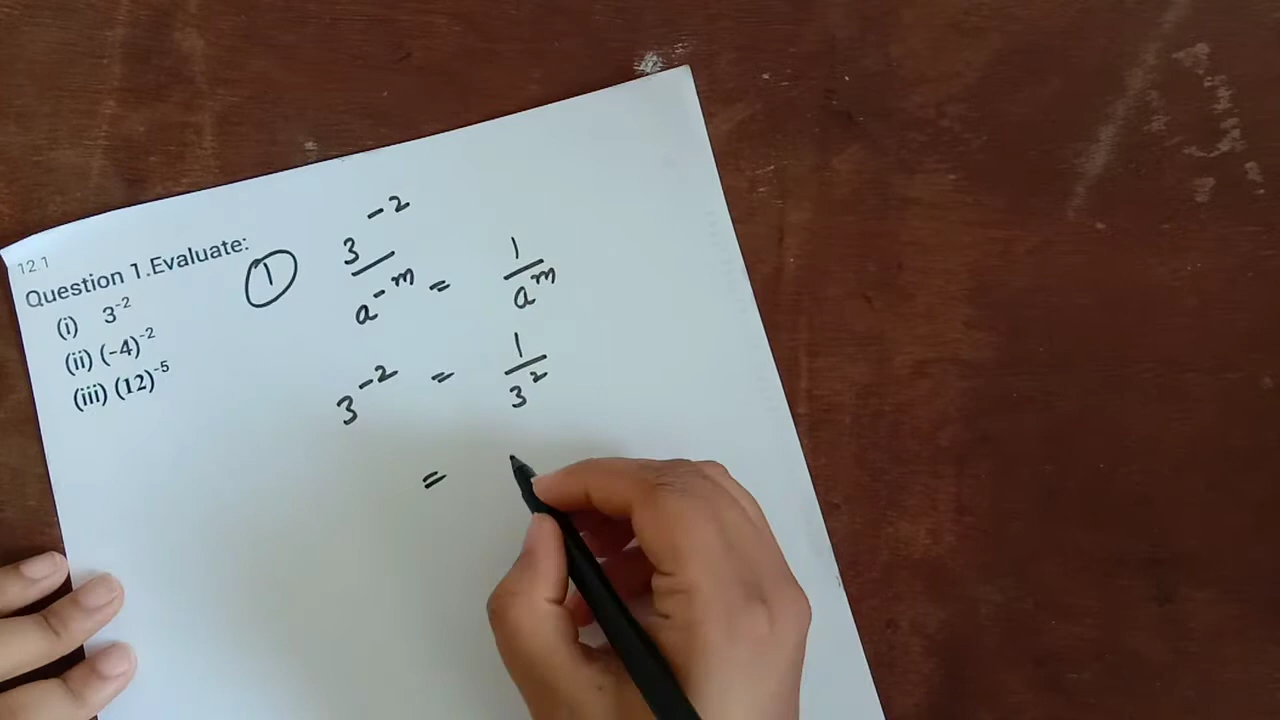 12.1
Question 1.Evaluate:
(i) 3⁻²
(ii) (-4)⁻²
(iii) (12)⁻⁵
① 3⁻²
a⁻ᵐ = 1/aᵐ
3⁻² = 1/3²
=